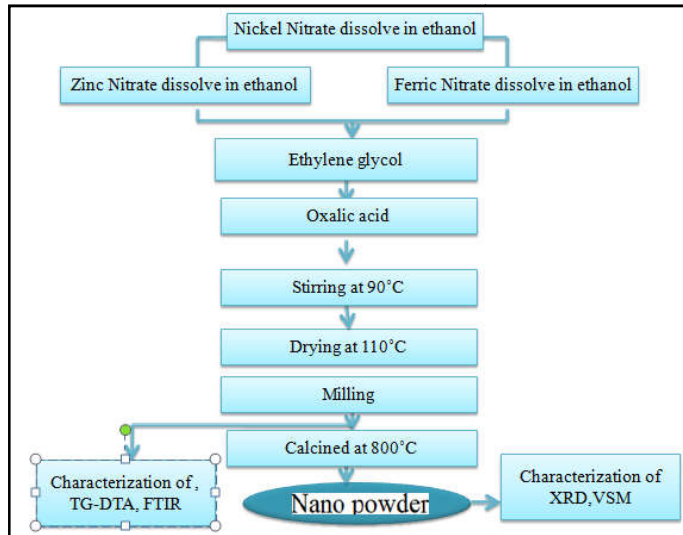 Nickel Nitrate dissolve in ethanol
Zinc Nitrate dissolve in ethanol
Ferric Nitrate dissolve in ethanol
Ethylene glycol
Oxalic acid
Stirring at 90˚C
Drying at 110˚C
Milling
Calcined at 800˚C
Characterization of ,
TG-DTA, FTIR
Nano powder
Characterization of
XRD,VSM